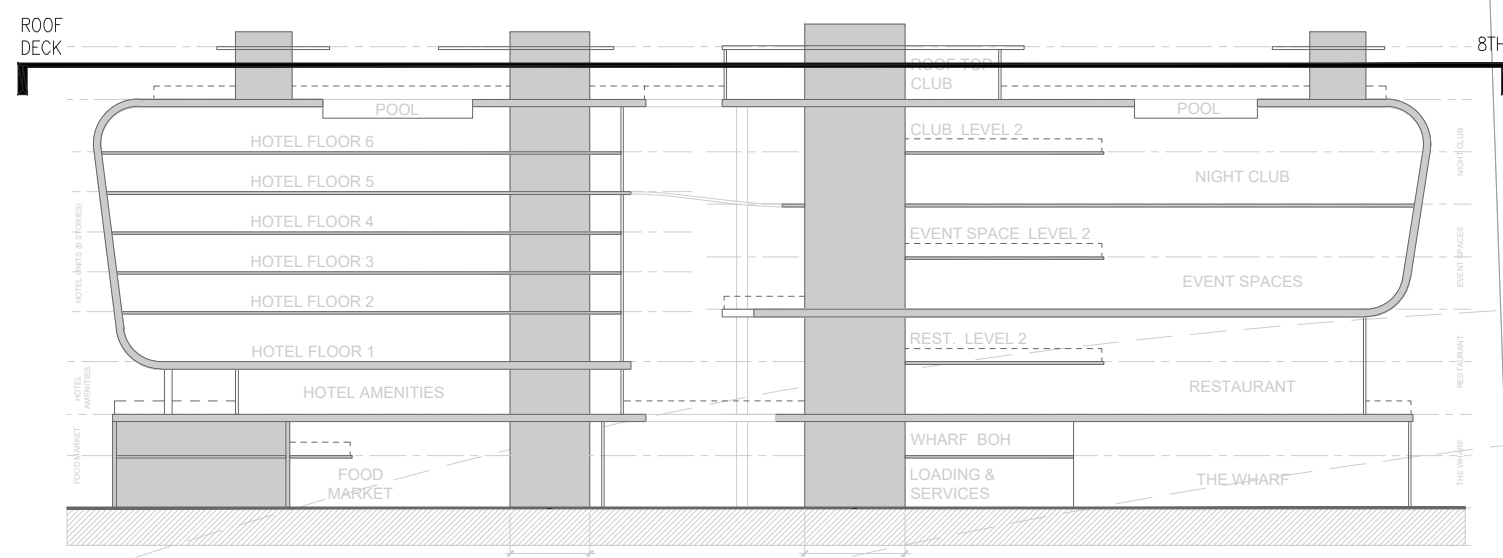 ROOF
DECK
8TH
ROOF TOP
CLUB
POOL
POOL
HOTEL FLOOR 6
CLUB LEVEL 2
NIGHT CLUB
HOTEL FLOOR 5
NIGHT CLUB
HOTEL FLOOR 4
EVENT SPACE LEVEL 2
HOTEL UNITS (6 STORIES)
EVENT SPACES
HOTEL FLOOR 3
EVENT SPACES
HOTEL FLOOR 2
HOTEL FLOOR 1
REST. LEVEL 2
RESTAURANT
HOTEL
AMENITIES
HOTEL AMENITIES
RESTAURANT
FOOD MARKET
WHARF BOH
THE WHARF
FOOD
MARKET
LOADING &
SERVICES
THE WHARF